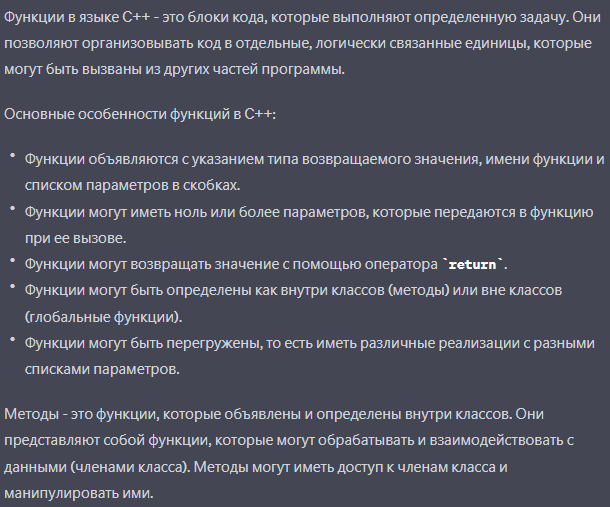 Функции в языке C++ - это блоки кода, которые выполняют определенную задачу. Они
позволяют организовывать код в отдельные, логически связанные единицы, которые
могут быть вызваны из других частей программы.
Основные особенности функций в C++:
• Функции объявляются с указанием типа возвращаемого значения, имени функции и
списком параметров в скобках.
• Функции могут иметь ноль или более параметров, которые передаются в функцию
при ее вызове.
• Функции могут возвращать значение с помощью оператора `return`.
• Функции могут быть определены как внутри классов (методы) или вне классов
(глобальные функции).
• Функции могут быть перегружены, то есть иметь различные реализации с разными
списками параметров.
Методы - это функции, которые объявлены и определены внутри классов. Они
представляют собой функции, которые могут обрабатывать и взаимодействовать с
данными (членами класса). Методы могут иметь доступ к членам класса и
манипулировать ими.